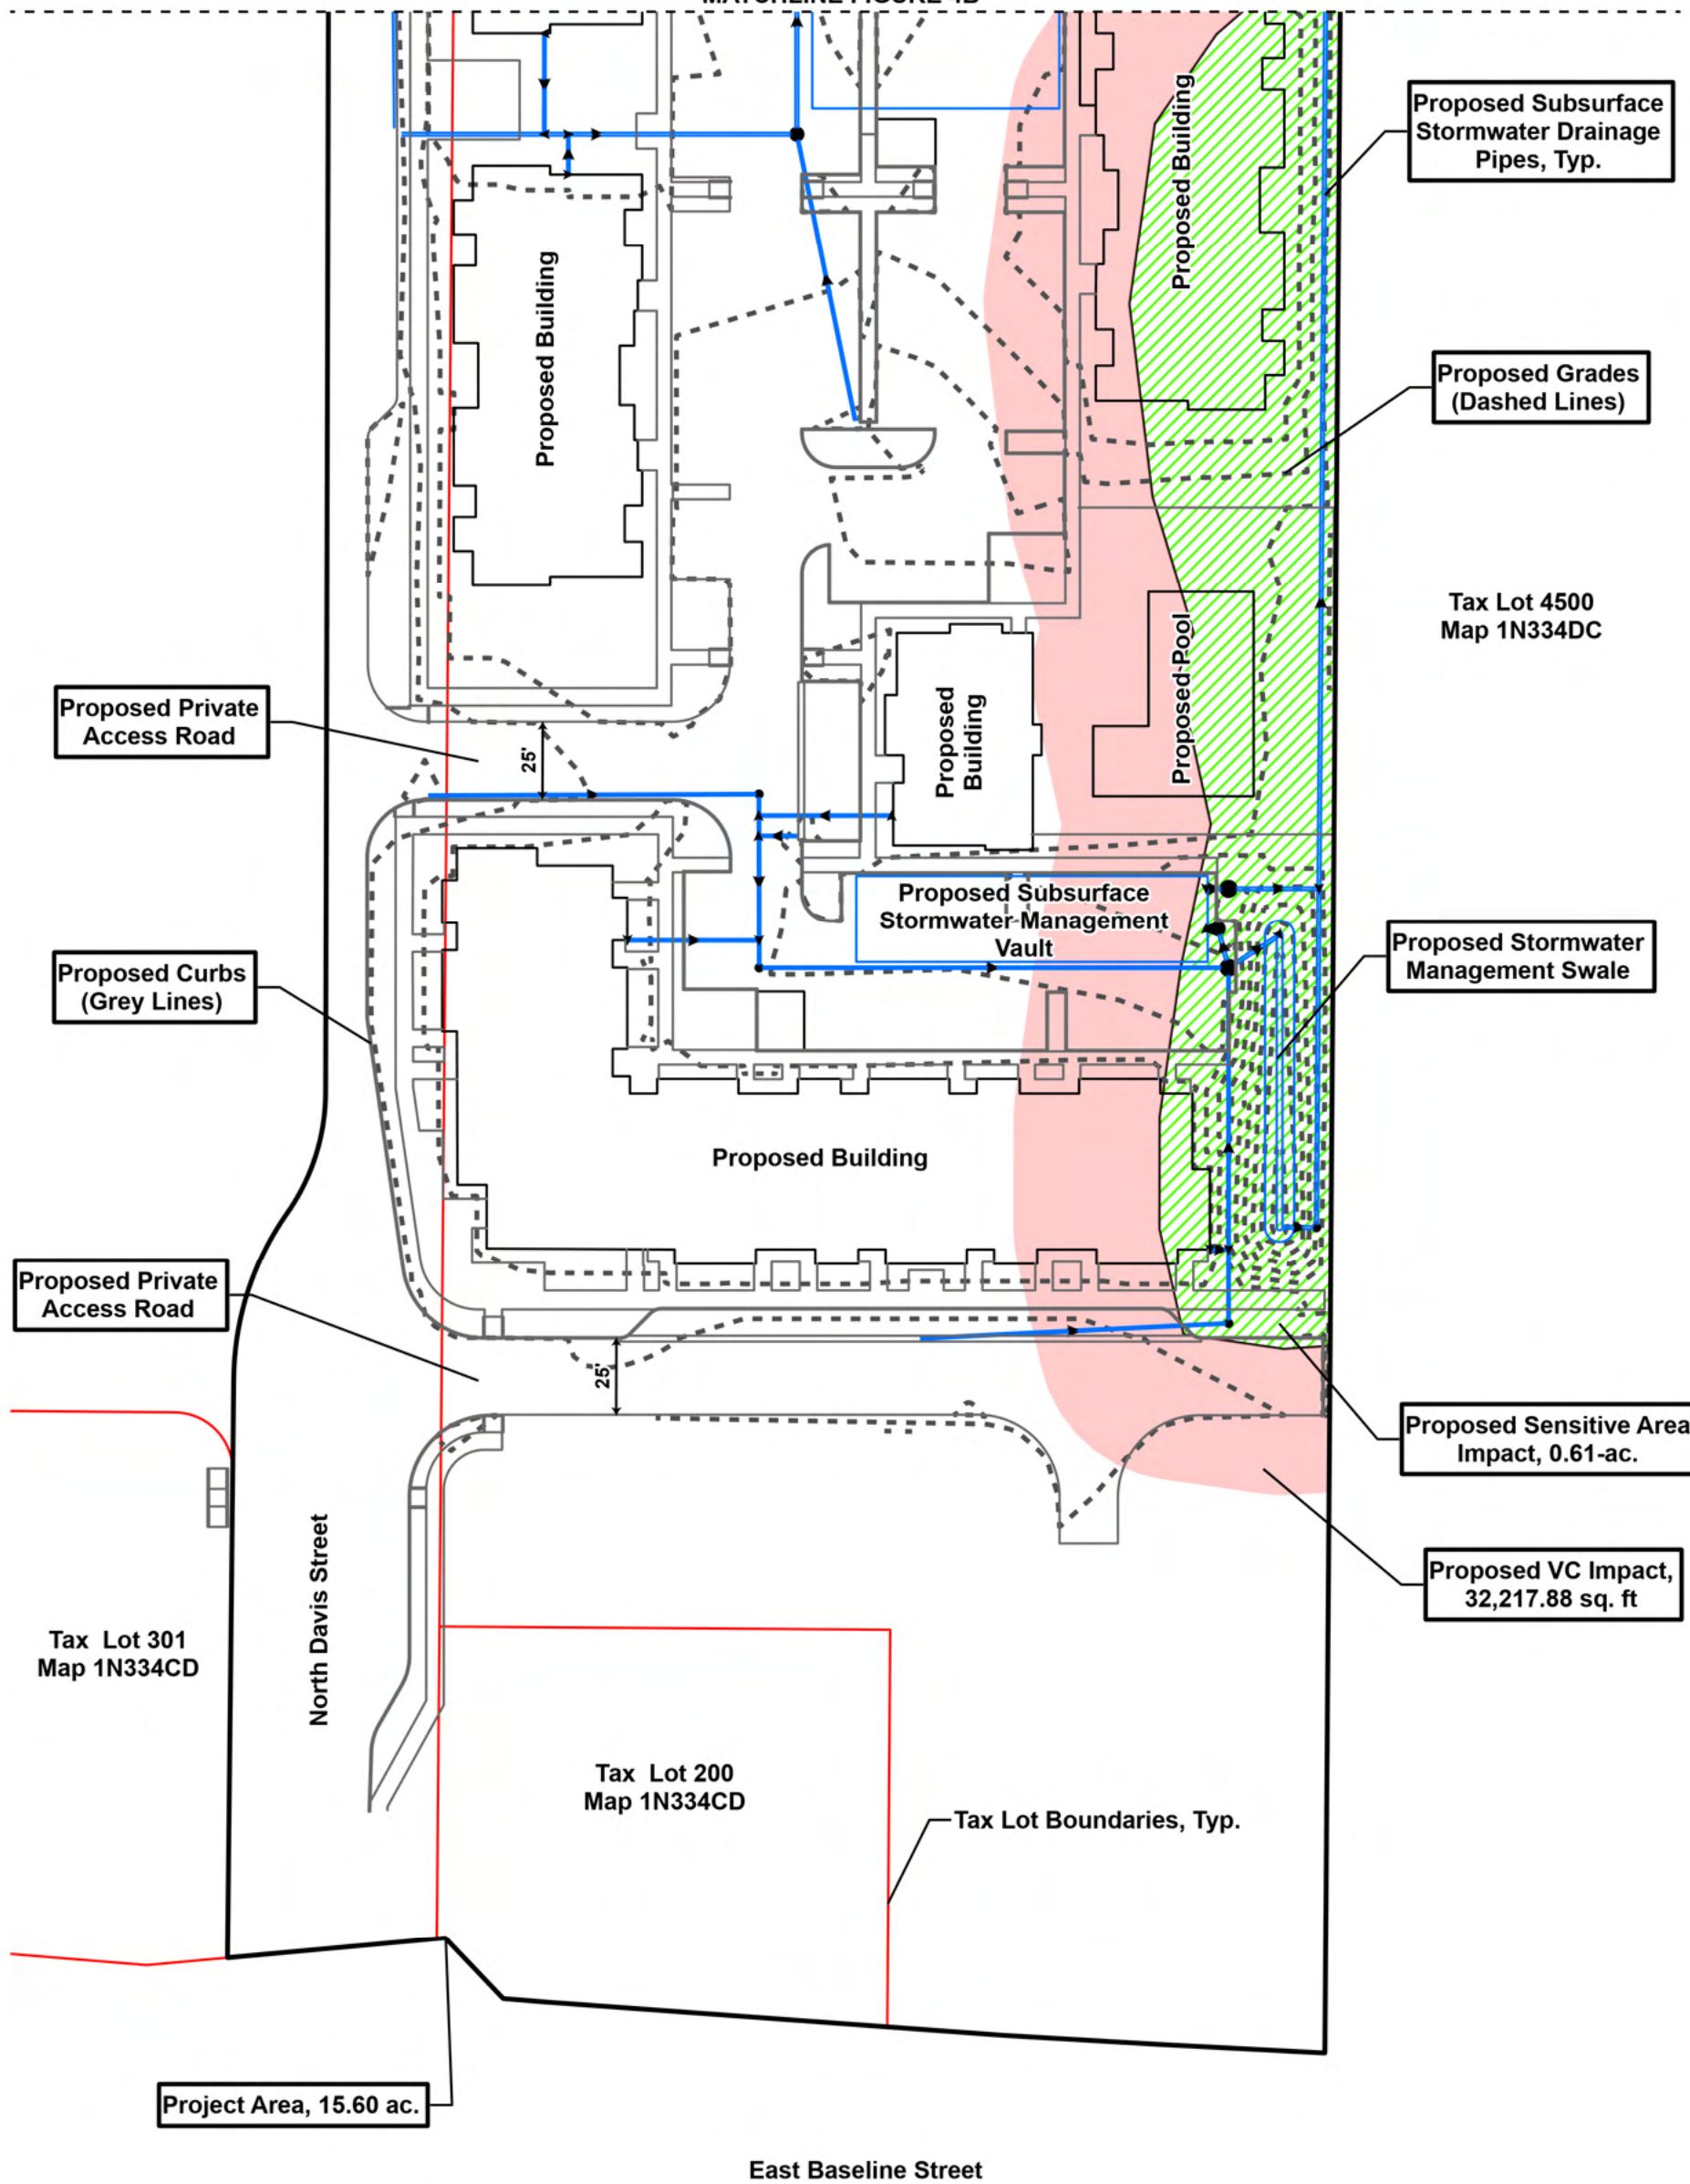 Proposed Subsurface
Stormwater Drainage
Pipes, Typ.
Proposed Building
Proposed Building
Proposed Grades
(Dashed Lines)
Tax Lot 4500
Map 1N334DC
Proposed Private
Access Road
25'
Proposed
Building
Proposed Pool
Proposed Subsurface
Stormwater Management
Vault
Proposed Stormwater
Management Swale
Proposed Curbs
(Grey Lines)
Proposed Building
Proposed Private
Access Road
25'
Proposed Sensitive Area
Impact, 0.61-ac.
Proposed VC Impact,
32,217.88 sq. ft
North Davis Street
Tax Lot 301
Map 1N334CD
Tax Lot 200
Map 1N334CD
Tax Lot Boundaries, Typ.
Project Area, 15.60 ac.
East Baseline Street